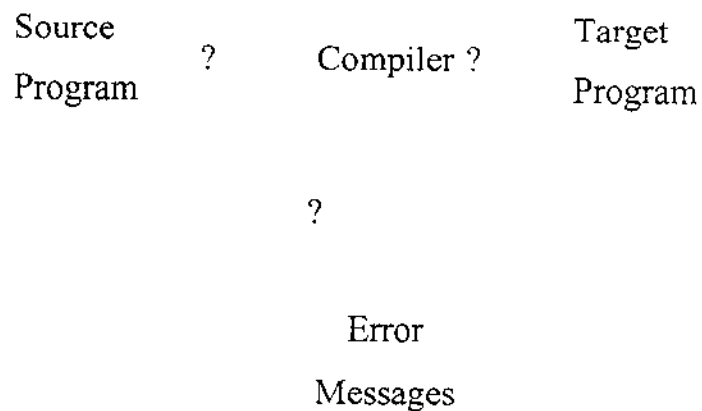 Source
Program
?
Compiler ?
Target
Program
?
Error
Messages